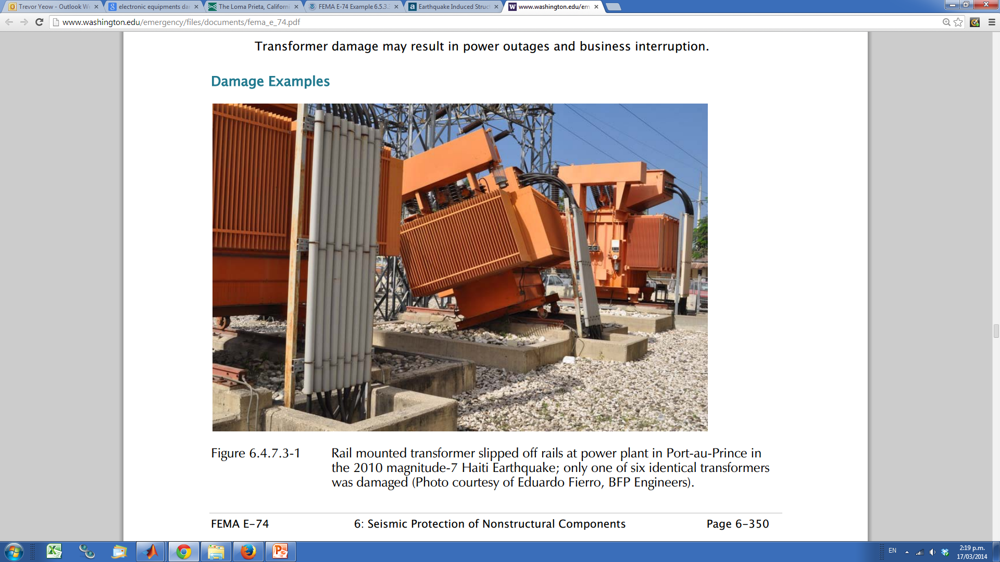 Trevor Yeow - Outlook We
electronic equipments da
The Loma Prieta, Californi
FEMA E-74 Example 6.5.3.
Earthquake Induced Struc
www.washington.edu/em
www.washington.edu/emergency/files/documents/fema_e_74.pdf
Transformer damage may result in power outages and business interruption.
Damage Examples
Figure 6.4.7.3-1 Rail mounted transformer slipped off rails at power plant in Port-au-Prince in
the 2010 magnitude-7 Haiti Earthquake; only one of six identical transformers
was damaged (Photo courtesy of Eduardo Fierro, BFP Engineers).
FEMA E-74 6: Seismic Protection of Nonstructural Components Page 6-350
EN
2:19 p.m.
17/03/2014